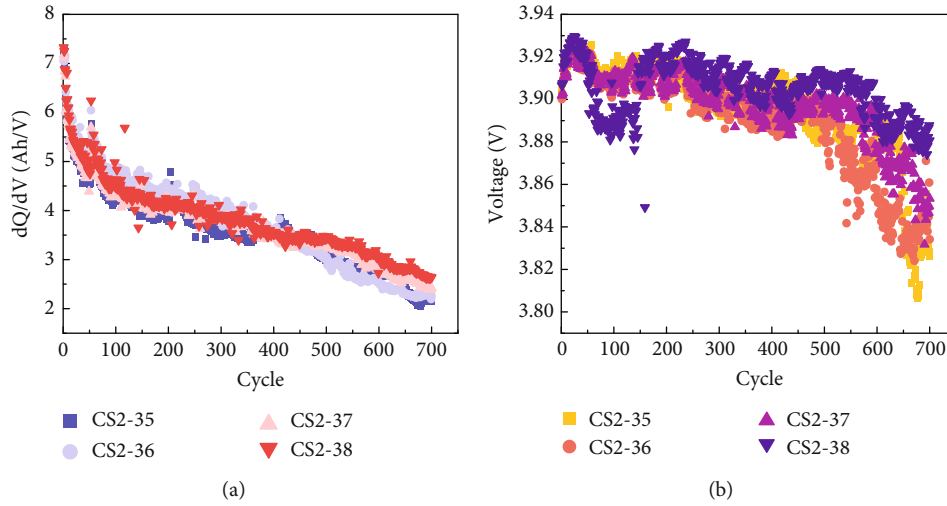 8
7
6
5
4
3
2
dQ/dV (Ah/V)
0 100 200 300 400 500 600 700
Cycle
CS2-35
CS2-37
CS2-36
CS2-38
(a)
3.94
3.92
3.90
3.88
3.86
3.84
3.82
3.80
Voltage (V)
0 100 200 300 400 500 600 700
Cycle
CS2-35
CS2-37
CS2-36
CS2-38
(b)